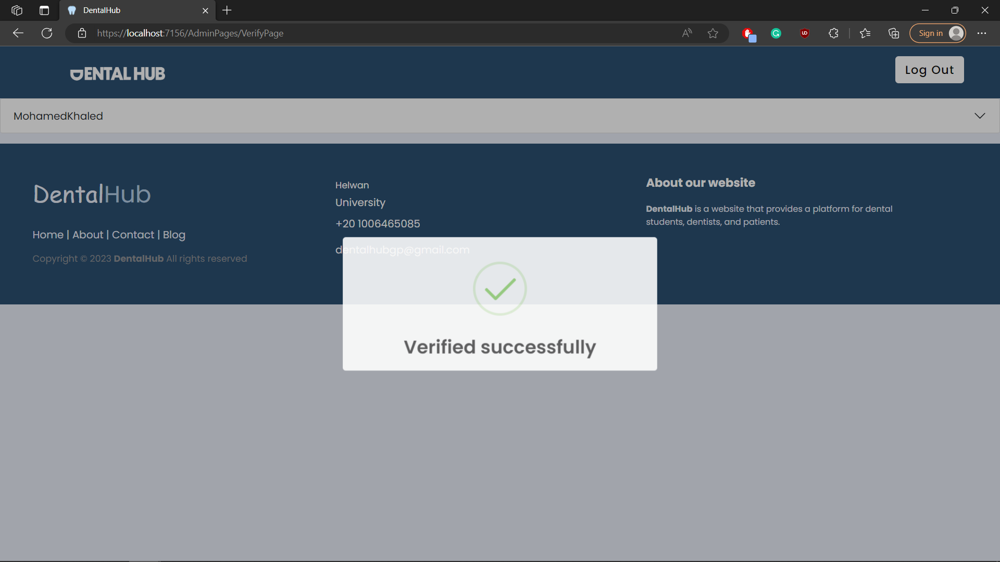 DentalHub
https://localhost:7156/AdminPages/VerifyPage
Sign in
DENTAL HUB
Log Out
MohamedKhaled
DentalHub
Home | About | Contact | Blog
Copyright © 2023 DentalHub All rights reserved
Helwan
University
+20 1006465085
dentalhubgp@gmail.com
About our website
DentalHub is a website that provides a platform for dental
students, dentists, and patients.
Verified successfully